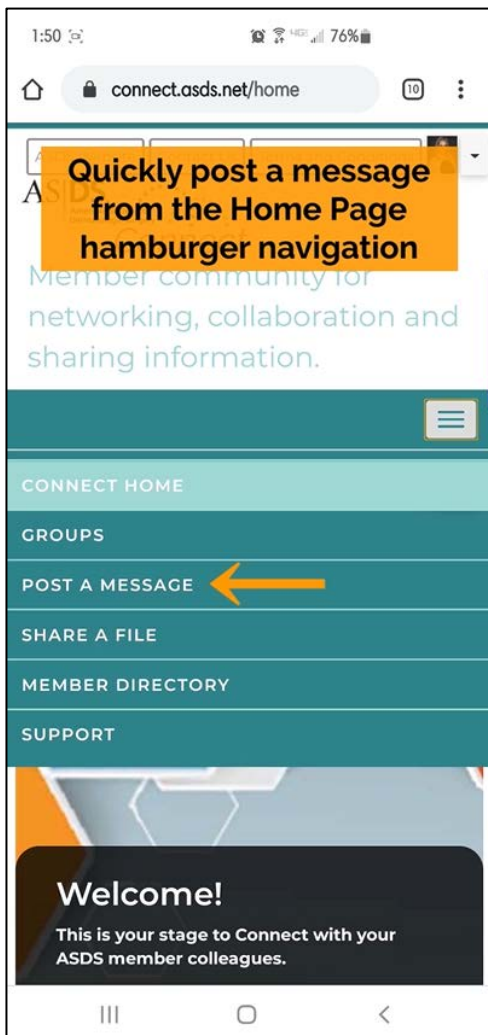 1:50
4GE 76%
connect.asds.net/home 10
Quickly post a message
from the Home Page
hamburger navigation
ASDS
Member community for
networking, collaboration and
sharing information.
CONNECT HOME
GROUPS
POST A MESSAGE
SHARE A FILE
MEMBER DIRECTORY
SUPPORT
Welcome!
This is your stage to Connect with your
ASDS member colleagues.